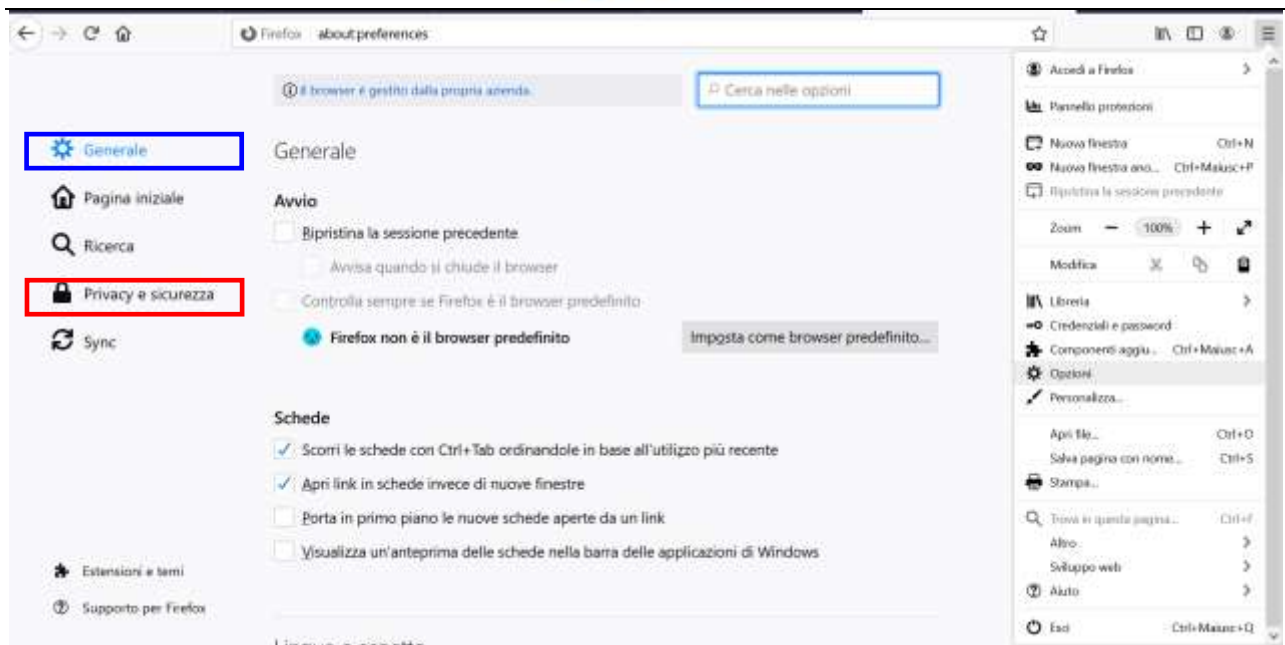 Firefox about:preferences
Il browser è gestito dalla propria azienda.
Cerca nelle opzioni
Generale
Pagina iniziale
Ricerca
Privacy e sicurezza
Sync
Estensioni e temi
Supporto per Firefox
Generale
Avvio
Ripristina la sessione precedente
Avvisa quando si chiude il browser
Controlla sempre se Firefox è il browser predefinito
Firefox non è il browser predefinito
Imposta come browser predefinito...
Schede
Scorri le schede con Ctrl+Tab ordinandole in base all'utilizzo più recente
Apri link in schede invece di nuove finestre
Porta in primo piano le nuove schede aperte da un link
Visualizza un'anteprima delle schede nella barra delle applicazioni di Windows
Accedi a Firefox
Pannello protezioni
Nuova finestra Ctrl+N
Nuova finestra ano... Ctrl+Maiusc+P
Ripristina la sessione precedente
Zoom 100%
Modifica
Libreria
Credenziali e password
Componenti aggiu... Ctrl+Maiusc+A
Opzioni
Personalizza...
Apri file... Ctrl+O
Salva pagina con nome... Ctrl+S
Stampa...
Trova in questa pagina... Ctrl+F
Altro
Sviluppo web
Aiuto
Esci Ctrl+Maiusc+Q